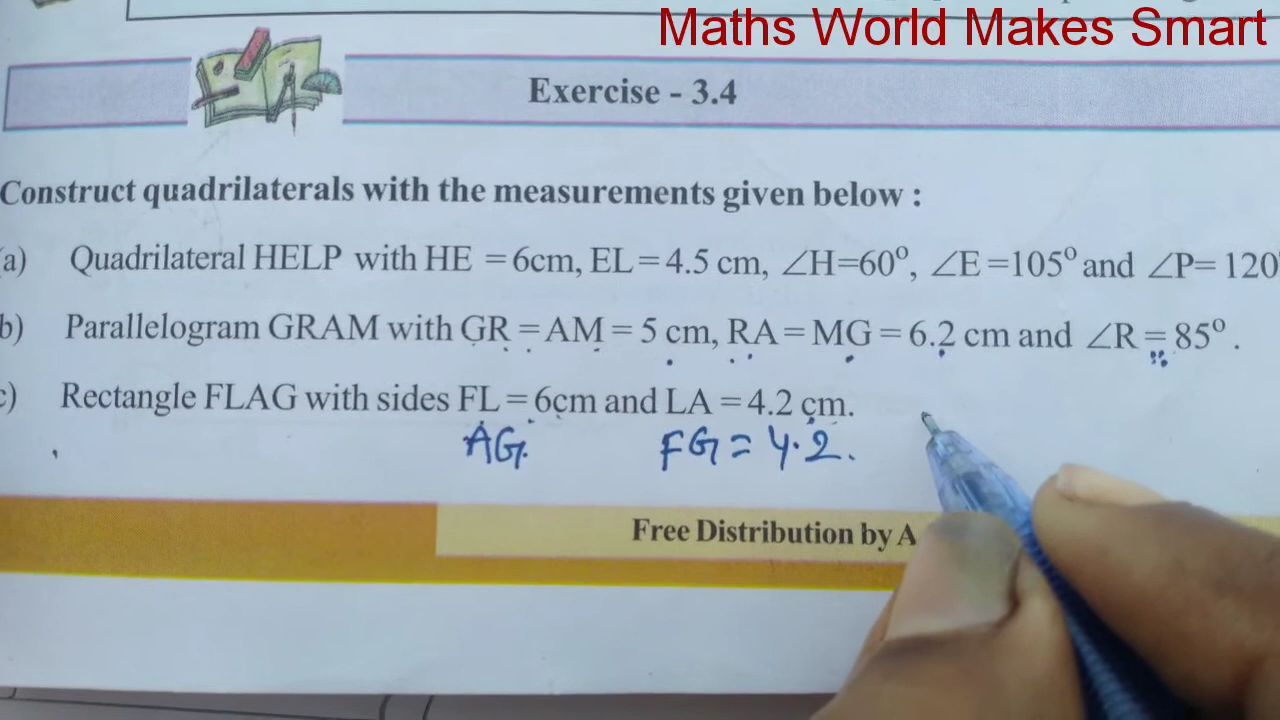 Maths World Makes Smart
Exercise - 3.4
Construct quadrilaterals with the measurements given below :
a) Quadrilateral HELP with HE = 6cm, EL = 4.5 cm, ∠H=60°, ∠E =105° and ∠P= 120
b) Parallelogram GRAM with GR = AM = 5 cm, RA = MG = 6.2 cm and ∠R = 85° .
c) Rectangle FLAG with sides FL = 6cm and LA = 4.2 cm.
AG. FG = 4.2.
Free Distribution by A